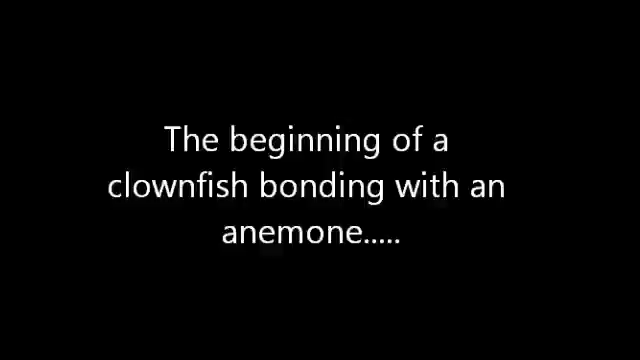 The beginning of a
clownfish bonding with an
anemone.....